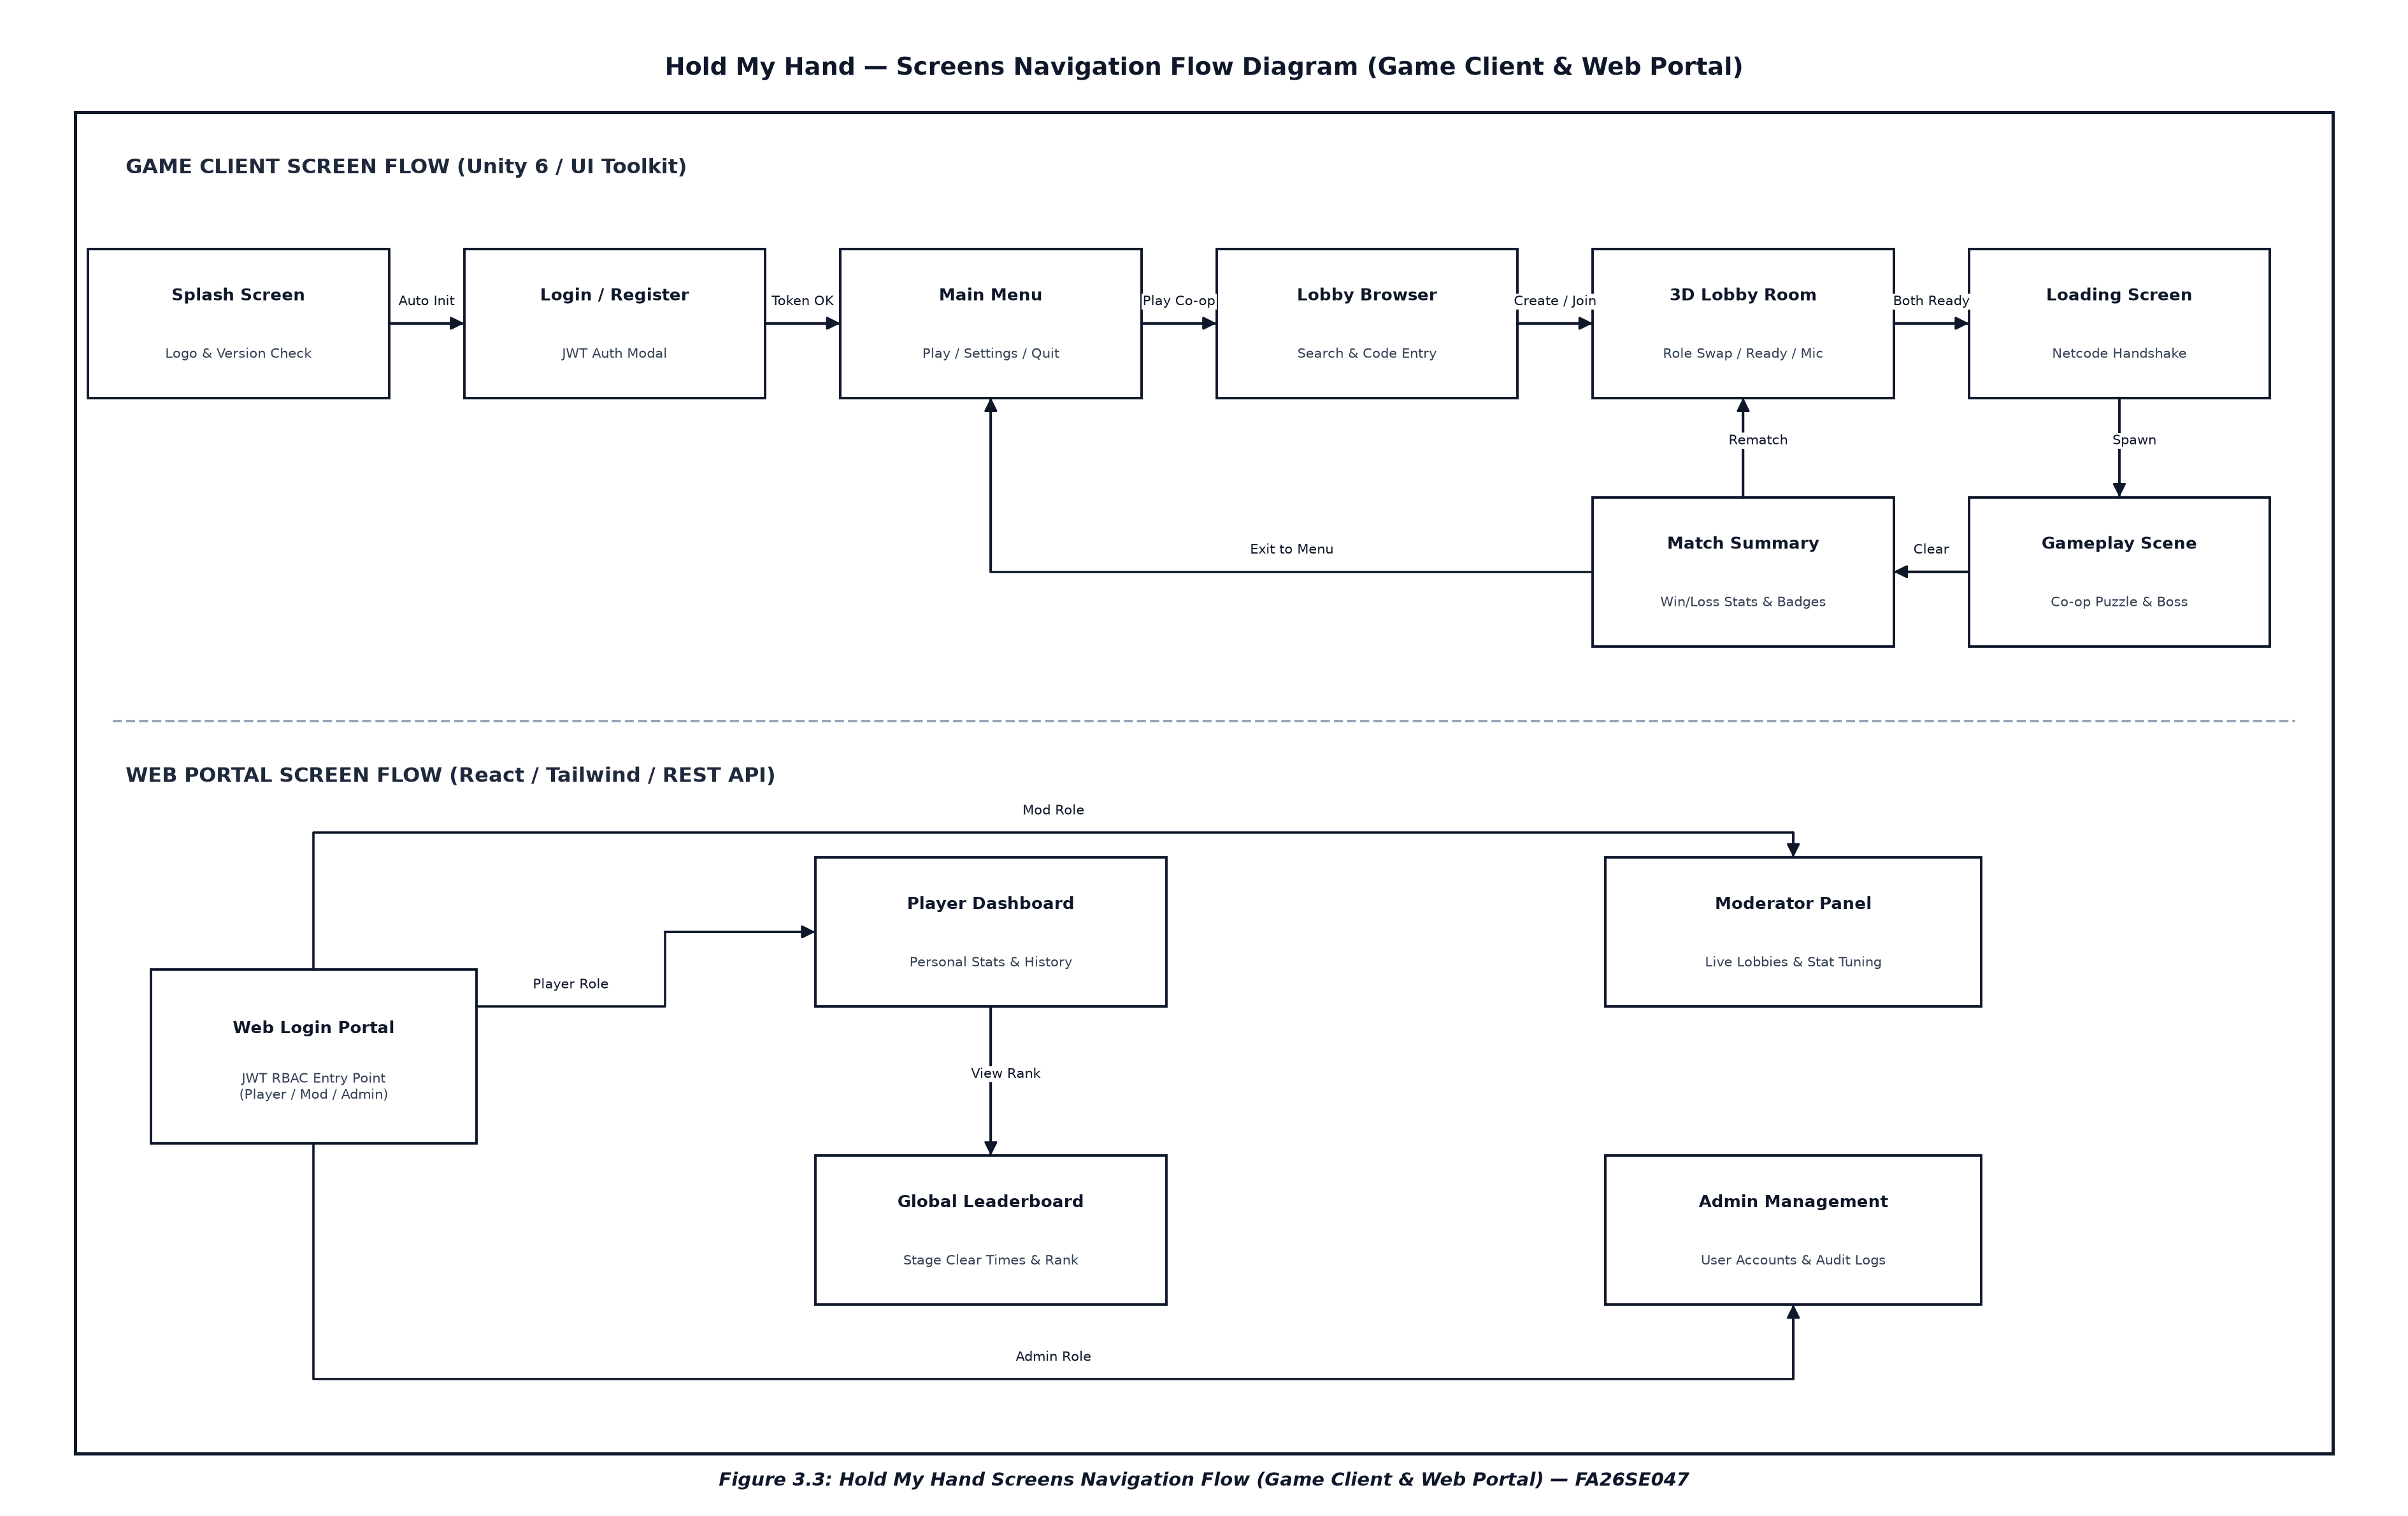 Hold My Hand — Screens Navigation Flow Diagram (Game Client & Web Portal)
GAME CLIENT SCREEN FLOW (Unity 6 / UI Toolkit)
Splash Screen
Logo & Version Check
Auto Init
Login / Register
JWT Auth Modal
Token OK
Main Menu
Play / Settings / Quit
Play Co-op
Lobby Browser
Search & Code Entry
Create / Join
3D Lobby Room
Role Swap / Ready / Mic
Both Ready
Loading Screen
Netcode Handshake
Rematch
Spawn
Exit to Menu
Match Summary
Win/Loss Stats & Badges
Clear
Gameplay Scene
Co-op Puzzle & Boss
WEB PORTAL SCREEN FLOW (React / Tailwind / REST API)
Mod Role
Player Dashboard
Personal Stats & History
Moderator Panel
Live Lobbies & Stat Tuning
Player Role
Web Login Portal
JWT RBAC Entry Point
(Player / Mod / Admin)
View Rank
Global Leaderboard
Stage Clear Times & Rank
Admin Management
User Accounts & Audit Logs
Admin Role
Figure 3.3: Hold My Hand Screens Navigation Flow (Game Client & Web Portal) — FA26SE047